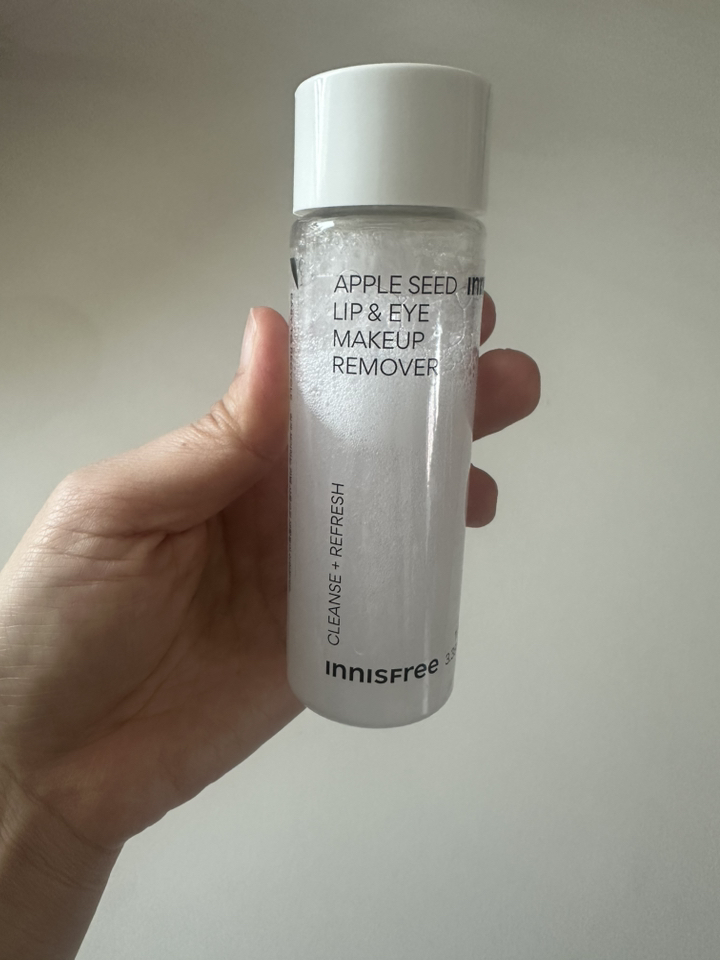 APPLE SEED
LIP & EYE
MAKEUP
REMOVER
CLEANSE + REFRESH
INNISFree